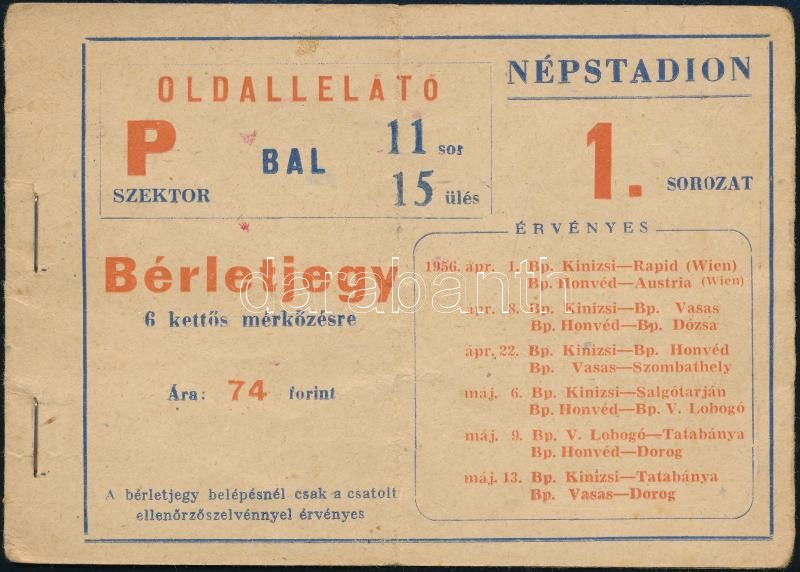 OLDALLELÁTÓ
P
SZEKTOR
BAL
11 sor
15 ülés
NÉPSTADION
1. SOROZAT
Bérletjegy
6 kettős mérkőzésre
Ára: 74 forint
A bérletjegy belépésnél csak a csatolt
ellenőrzőszelvénnyel érvényes
ÉRVÉNYES
1956. ápr. 1. Bp. Kinizsi—Rapid (Wien)
Bp. Honvéd—Austria (Wien)
ápr. 8. Bp. Kinizsi—Bp. Vasas
Bp. Honvéd—Bp. Dózsa
ápr. 22. Bp. Kinizsi—Bp. Honvéd
Bp. Vasas—Szombathely
máj. 6. Bp. Kinizsi—Salgótarján
Bp. Honvéd—Bp. V. Lobogó
máj. 9. Bp. V. Lobogó—Tatabánya
Bp. Honvéd—Dorog
máj. 13. Bp. Kinizsi—Tatabánya
Bp. Vasas—Dorog
darabanth